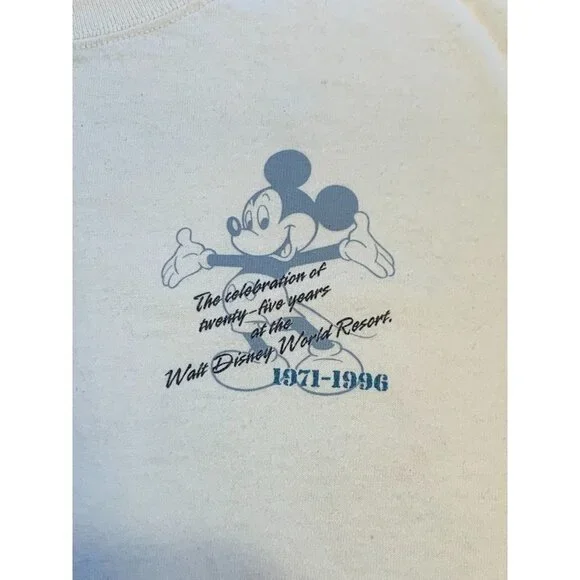 The celebration of
twenty-five years
at the
Walt Disney World Resort.
1971-1996